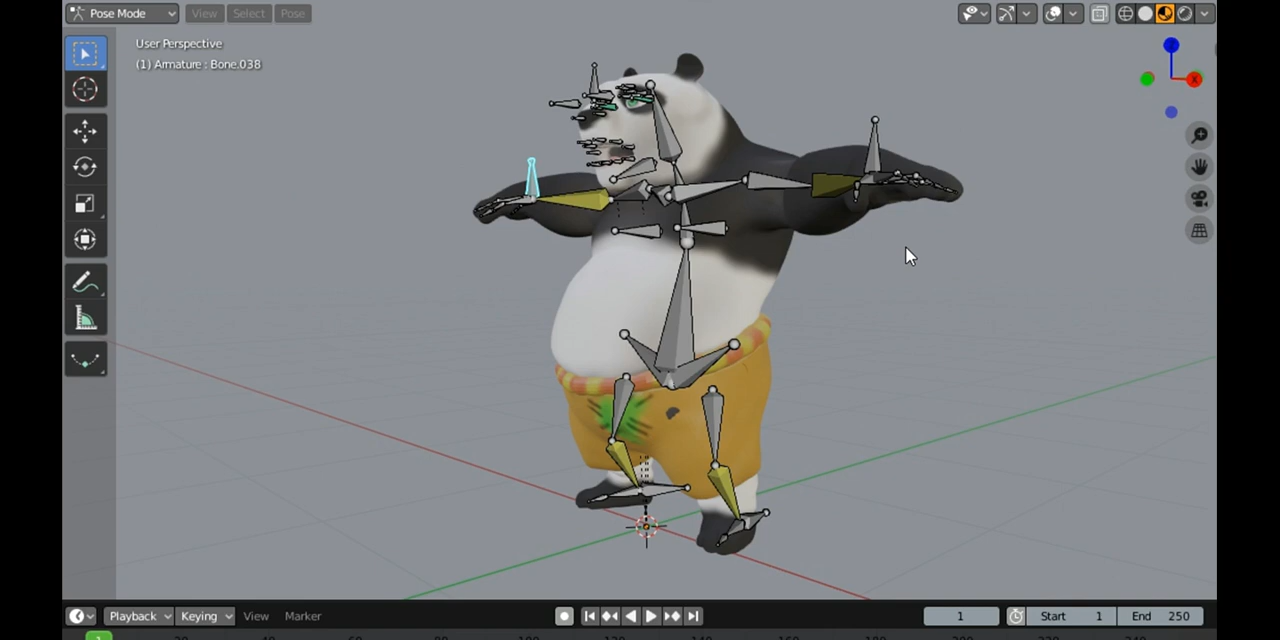 Pose Mode View Select Pose
User Perspective
(1) Armature : Bone.038
Z
X
Playback Keying View Marker 1 Start 1 End 250
1